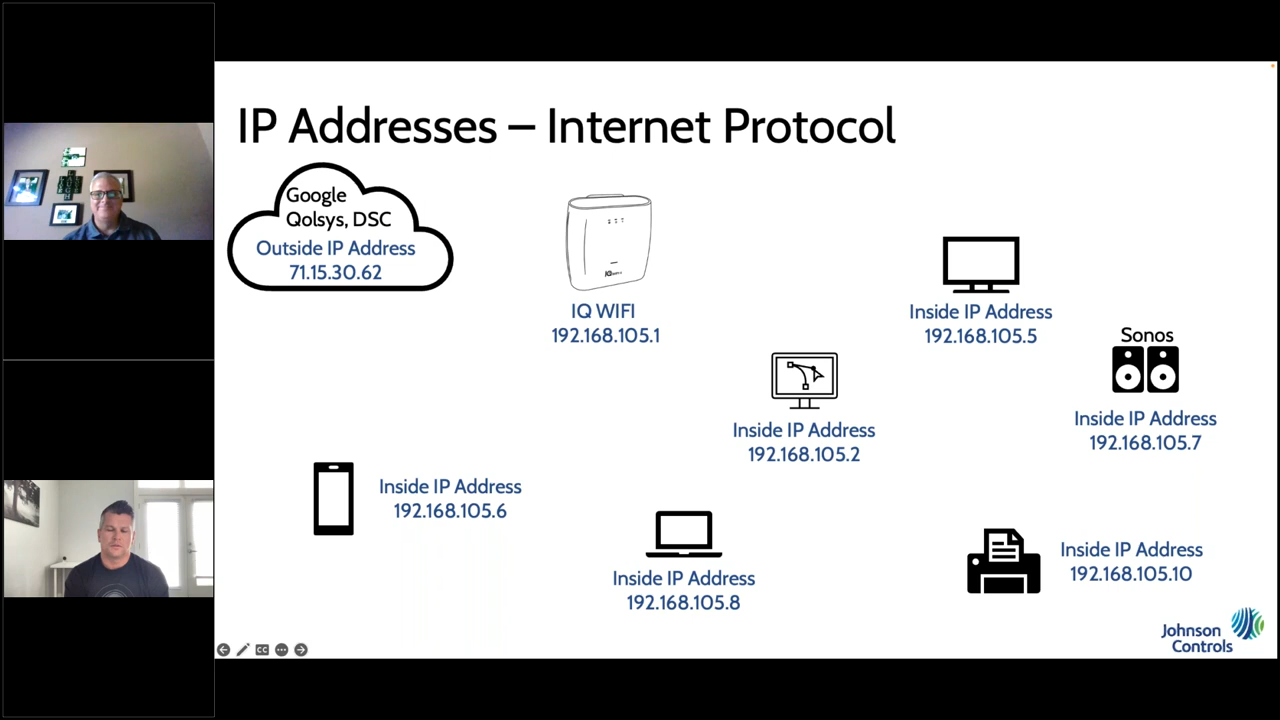 IP Addresses – Internet Protocol
Google
Qolsys, DSC
Outside IP Address
71.15.30.62
IQ WIFI
192.168.105.1
Inside IP Address
192.168.105.5
Sonos
Inside IP Address
192.168.105.7
Inside IP Address
192.168.105.2
Inside IP Address
192.168.105.6
Inside IP Address
192.168.105.8
Inside IP Address
192.168.105.10
Johnson
Controls
CC